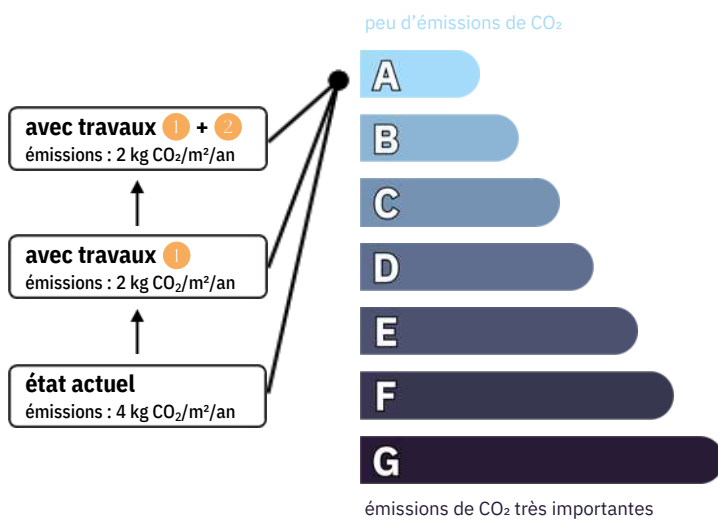 peu d'émissions de CO₂
A
avec travaux 1 + 2
émissions : 2 kg CO₂/m²/an
B
C
avec travaux 1
émissions : 2 kg CO₂/m²/an
D
E
état actuel
émissions : 4 kg CO₂/m²/an
F
G
émissions de CO₂ très importantes